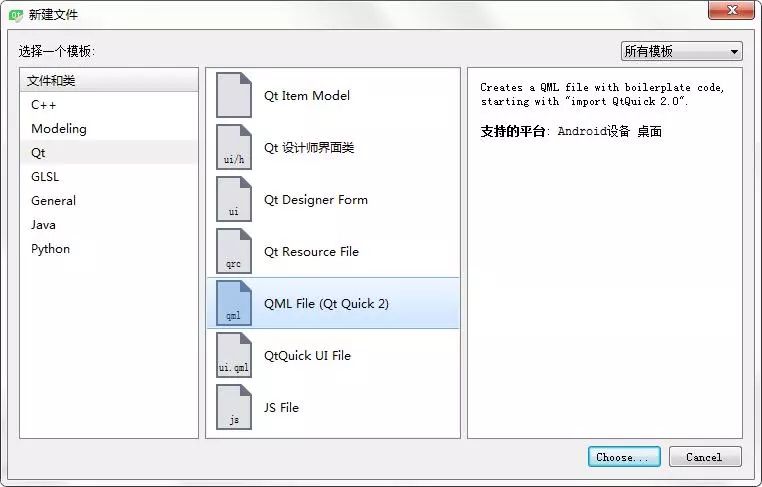 新建文件
选择一个模板:
所有模板
文件和类
C++
Modeling
Qt
GLSL
General
Java
Python
Qt Item Model
ui/h
Qt 设计师界面类
ui
Qt Designer Form
qrc
Qt Resource File
qml
QML File (Qt Quick 2)
ui.qml
QtQuick UI File
js
JS File
Creates a QML file with boilerplate code,
starting with "import QtQuick 2.0".
支持的平台: Android设备 桌面
Choose...
Cancel